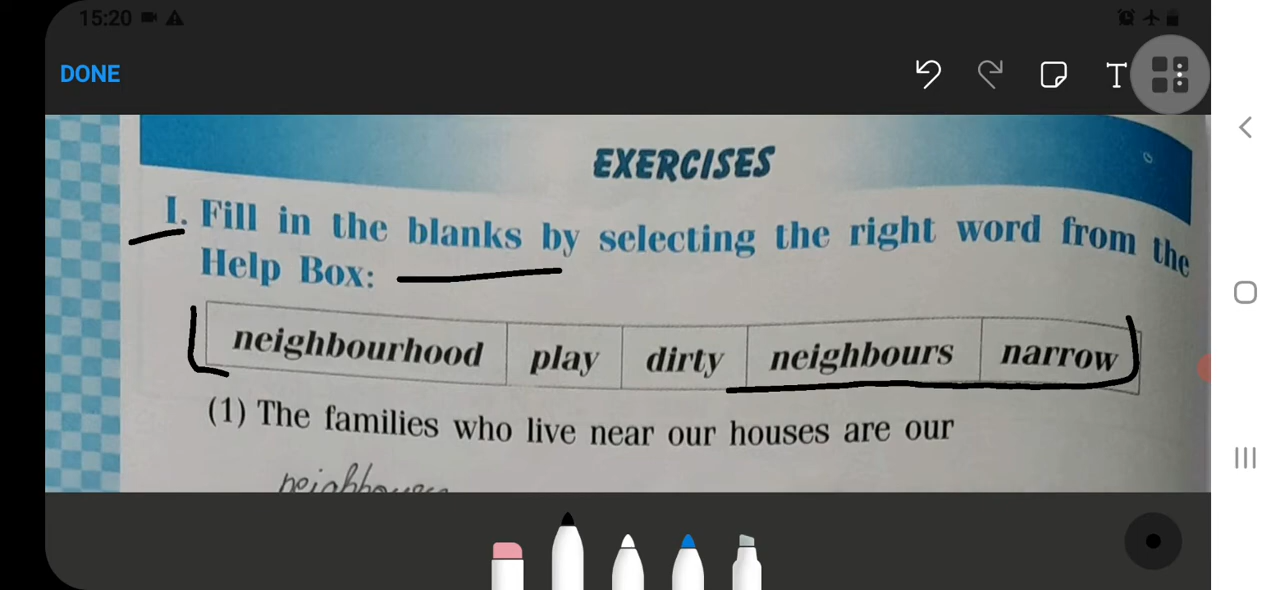 15:20
DONE
T
EXERCISES
I. Fill in the blanks by selecting the right word from the
Help Box:
neighbourhood play dirty neighbours narrow
(1) The families who live near our houses are our